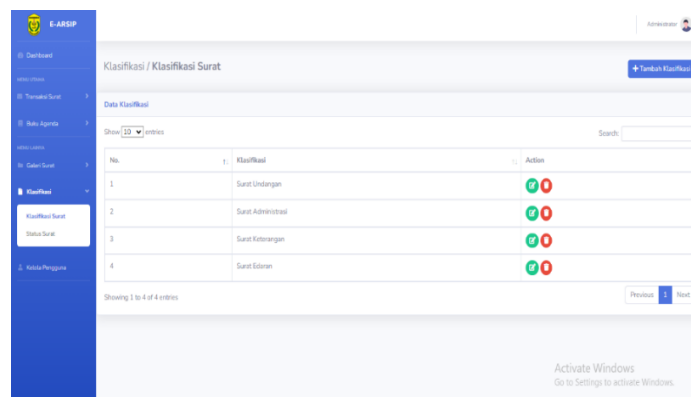 E-ARSIP
Administrator
Dashboard
Klasifikasi / Klasifikasi Surat
+ Tambah Klasifikasi
Transaksi Surat
Data Klasifikasi
Buku Agenda
Show 10 entries
Search:
Galeri Surat
No. Klasifikasi Action
Klasifikasi
1 Surat Undangan
Klasifikasi Surat
2 Surat Administrasi
Status Surat
3 Surat Keterangan
Kelola Pengguna
4 Surat Edaran
Showing 1 to 4 of 4 entries
Previous 1 Next
Activate Windows
Go to Settings to activate Windows.